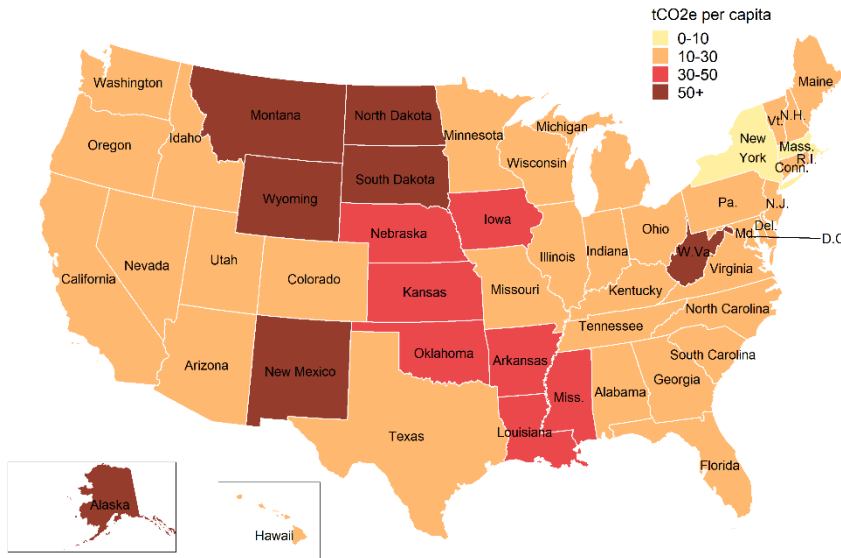 tCO2e per capita
0-10
10-30
30-50
50+
Washington
Montana
North Dakota
Minnesota
Michigan
Maine
Vt.
N.H.
Oregon
Idaho
Wisconsin
New
York
Mass.
R.I.
Conn.
Wyoming
South Dakota
Iowa
Pa.
N.J.
Nebraska
Ohio
Del.
Md.
D.C
Nevada
Utah
Colorado
Illinois
Indiana
W.Va.
Virginia
California
Kansas
Missouri
Kentucky
North Carolina
Tennessee
Arizona
New Mexico
Oklahoma
Arkansas
South Carolina
Miss.
Alabama
Georgia
Texas
Louisiana
Florida
Alaska
Hawaii